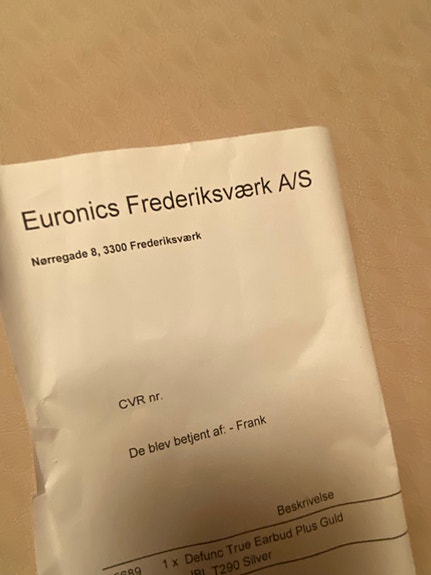 Euronics Frederiksværk A/S
Nørregade 8, 3300 Frederiksværk
CVR nr.
De blev betjent af: - Frank
Beskrivelse
1 x Defunc True Earbud Plus Guld
T290 Silver